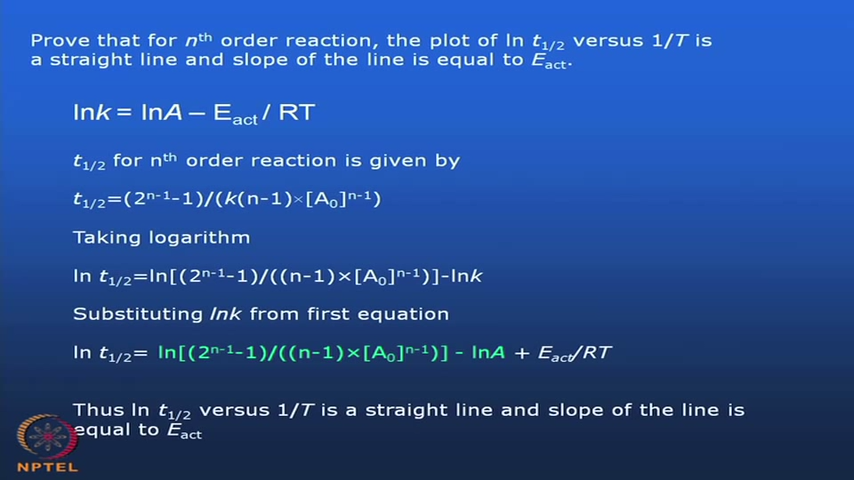 Prove that for nᵗʰ order reaction, the plot of ln t₁/₂ versus 1/T is
a straight line and slope of the line is equal to Eₐcₜ.
lnk = lnA – Eₐcₜ / RT
t₁/₂ for nᵗʰ order reaction is given by
t₁/₂=(2ⁿ⁻¹-1)/(k(n-1)×[A₀]ⁿ⁻¹)
Taking logarithm
ln t₁/₂=ln[(2ⁿ⁻¹-1)/((n-1)×[A₀]ⁿ⁻¹)]-lnk
Substituting lnk from first equation
ln t₁/₂= ln[(2ⁿ⁻¹-1)/((n-1)×[A₀]ⁿ⁻¹)] - lnA + Eₐcₜ/RT
Thus ln t₁/₂ versus 1/T is a straight line and slope of the line is
equal to Eₐcₜ
NPTEL